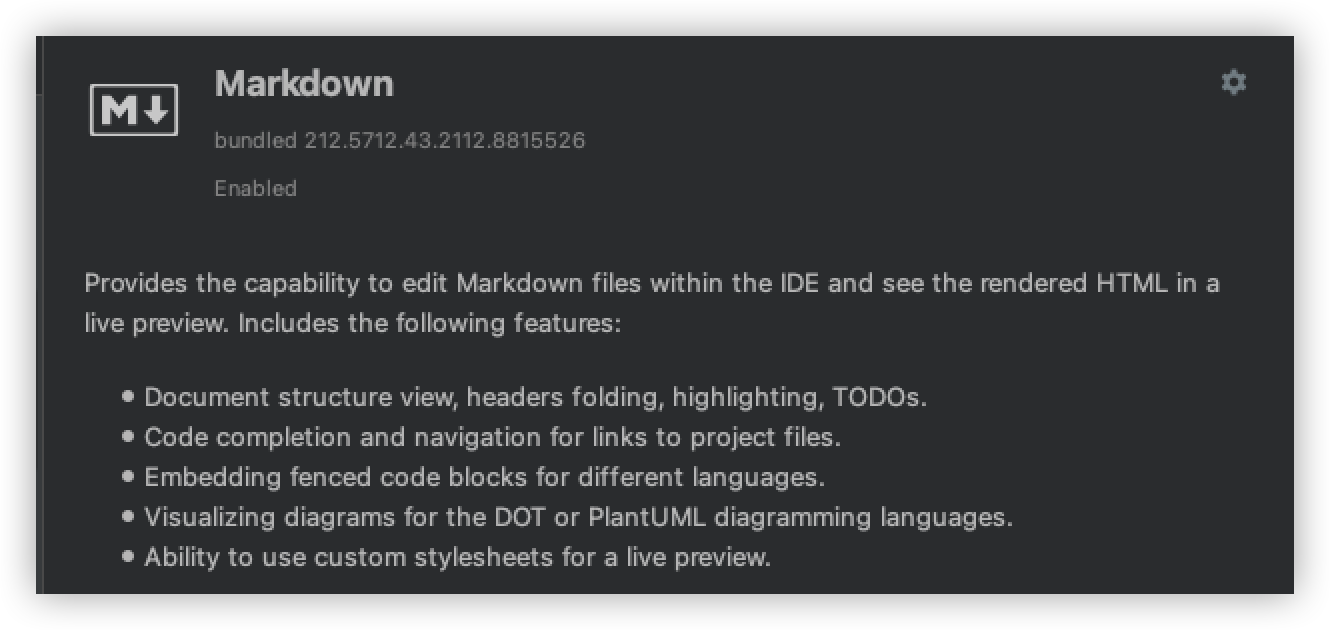 M
Markdown
bundled 212.5712.43.2112.8815526
Enabled
Provides the capability to edit Markdown files within the IDE and see the rendered HTML in a
live preview. Includes the following features:
• Document structure view, headers folding, highlighting, TODOs.
• Code completion and navigation for links to project files.
• Embedding fenced code blocks for different languages.
• Visualizing diagrams for the DOT or PlantUML diagramming languages.
• Ability to use custom stylesheets for a live preview.